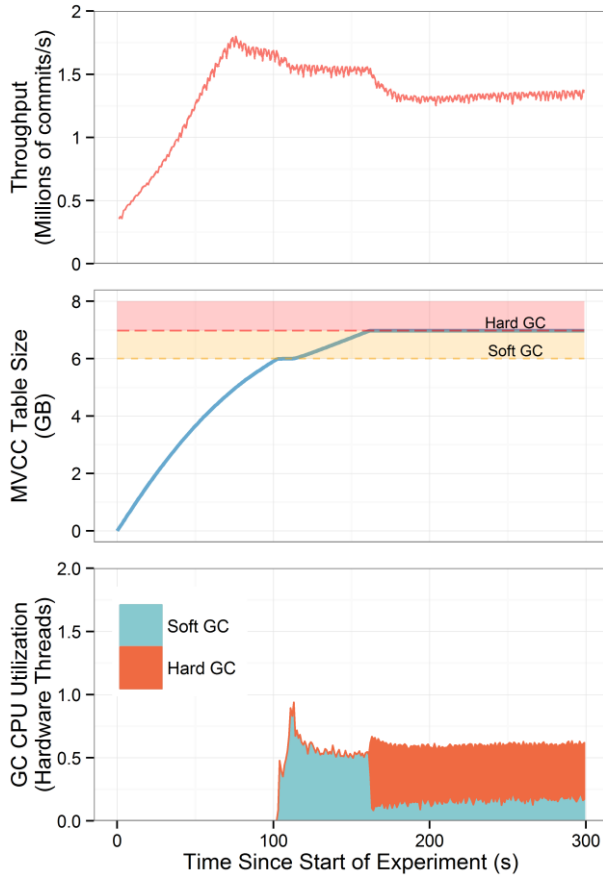 Throughput
(Millions of commits/s)
2
1.5
1
0.5
0
MVCC Table Size
(GB)
8
6
4
2
0
Hard GC
Soft GC
GC CPU Utilization
(Hardware Threads)
2.0
1.5
1.0
0.5
0.0
Soft GC
Hard GC
0
100
200
300
Time Since Start of Experiment (s)